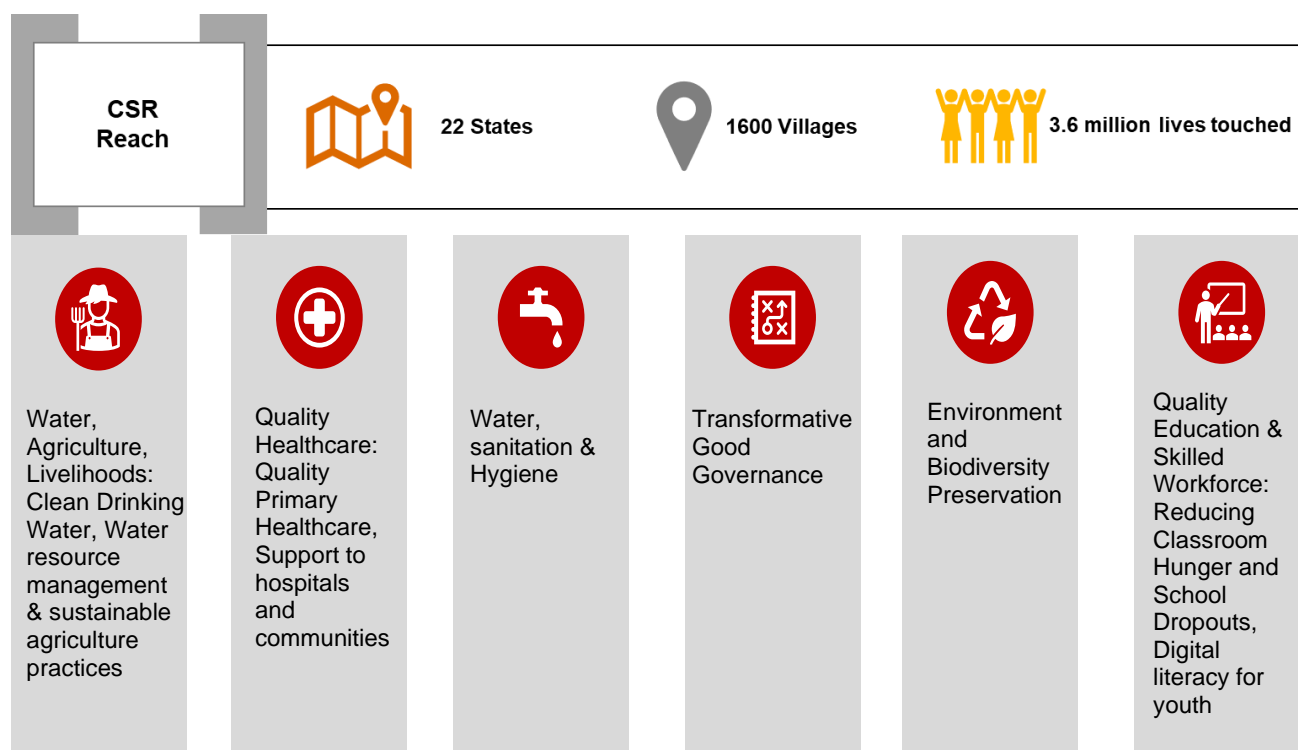 CSR
Reach
22 States
1600 Villages
3.6 million lives touched
Water,
Agriculture,
Livelihoods:
Clean Drinking
Water, Water
resource
management
& sustainable
agriculture
practices
Quality
Healthcare:
Quality
Primary
Healthcare,
Support to
hospitals
and
communities
Water,
sanitation &
Hygiene
Transformative
Good
Governance
Environment
and
Biodiversity
Preservation
Quality
Education &
Skilled
Workforce:
Reducing
Classroom
Hunger and
School
Dropouts,
Digital
literacy for
youth